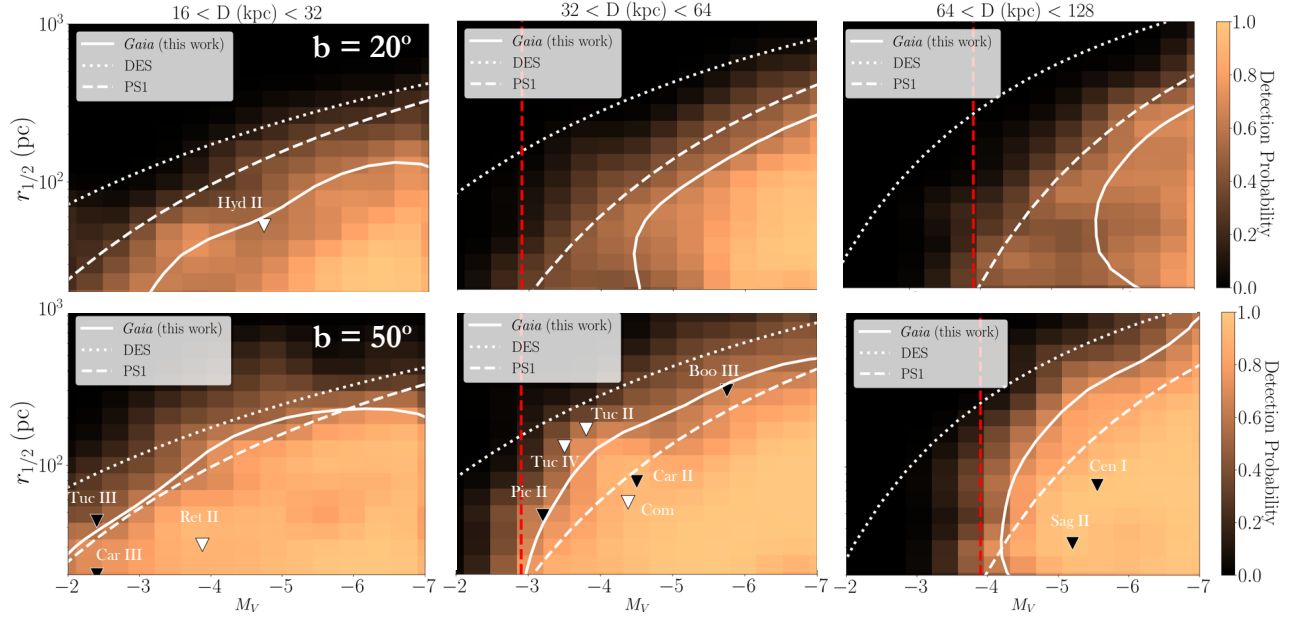 16 < D (kpc) < 32
32 < D (kpc) < 64
64 < D (kpc) < 128
10³
10²
r₁/₂ (pc)
Gaia (this work)
DES
PS1
b = 20°
Hyd II
Gaia (this work)
DES
PS1
Gaia (this work)
DES
PS1
1.0
0.8
0.6
0.4
0.2
0.0
Detection Probability
10³
10²
r₁/₂ (pc)
Gaia (this work)
DES
PS1
b = 50°
Tuc III
Ret II
Car III
Gaia (this work)
DES
PS1
Boo III
Tuc II
Tuc IV
Car II
Pic II
Com
Gaia (this work)
DES
PS1
Cen I
Sag II
1.0
0.8
0.6
0.4
0.2
0.0
Detection Probability
−2 −3 −4 −5 −6 −7
M_V
−2 −3 −4 −5 −6 −7
M_V
−2 −3 −4 −5 −6 −7
M_V